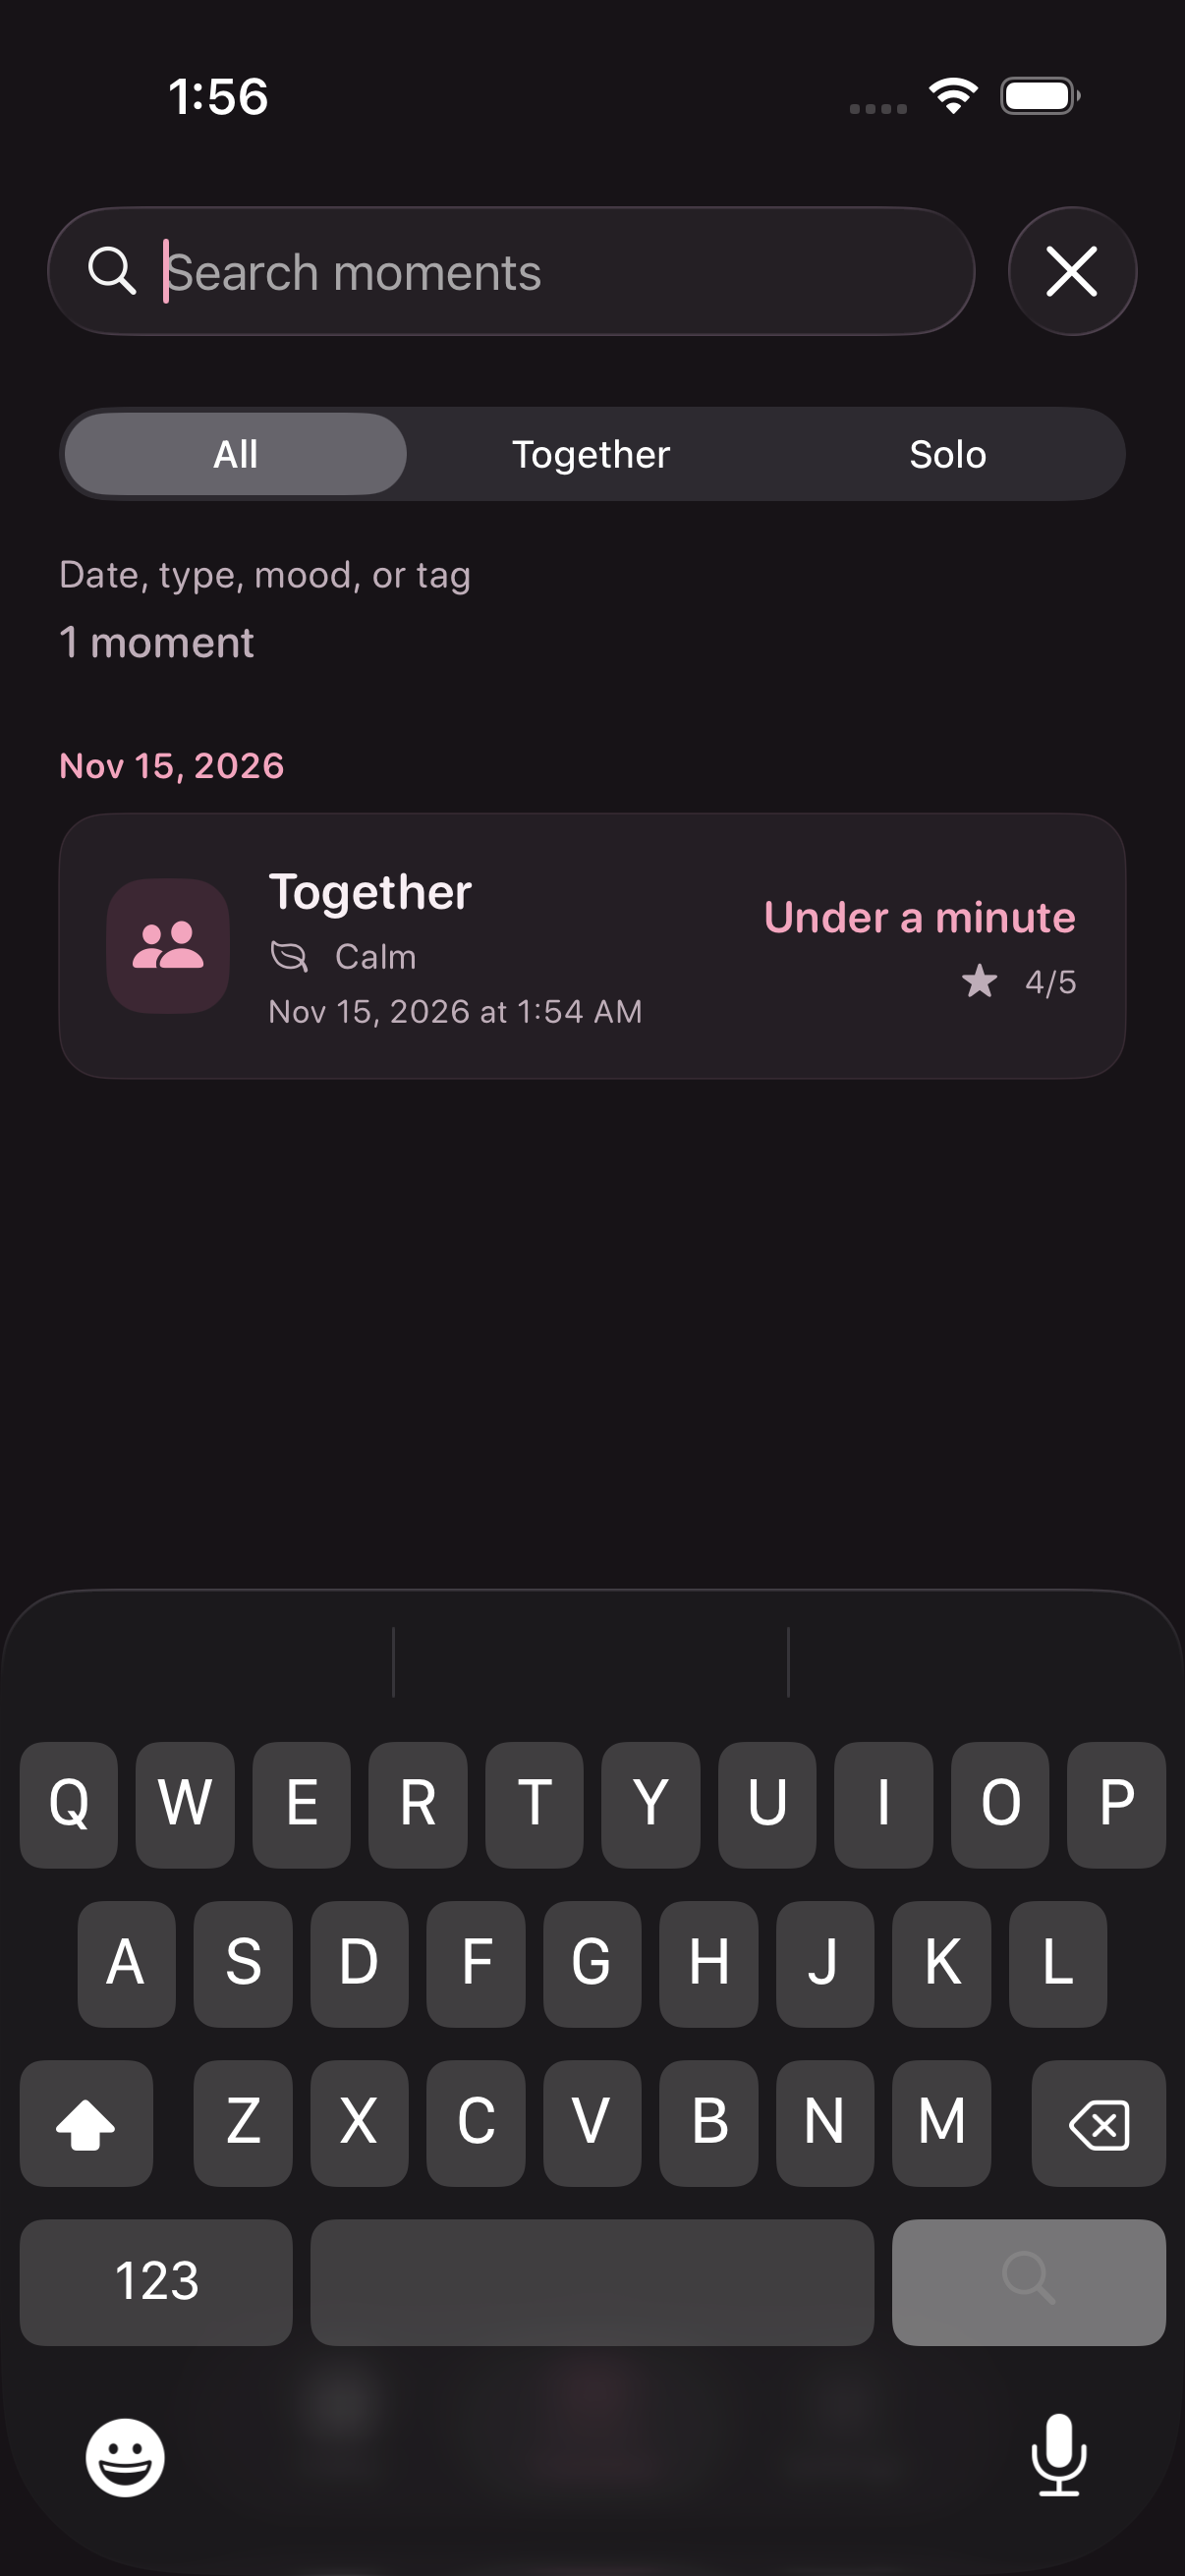 1:56
Search moments
All Together Solo
Date, type, mood, or tag
1 moment
Nov 15, 2026
Together
Calm
Nov 15, 2026 at 1:54 AM
Under a minute
4/5
Q W E R T Y U I O P
A S D F G H J K L
Z X C V B N M
123